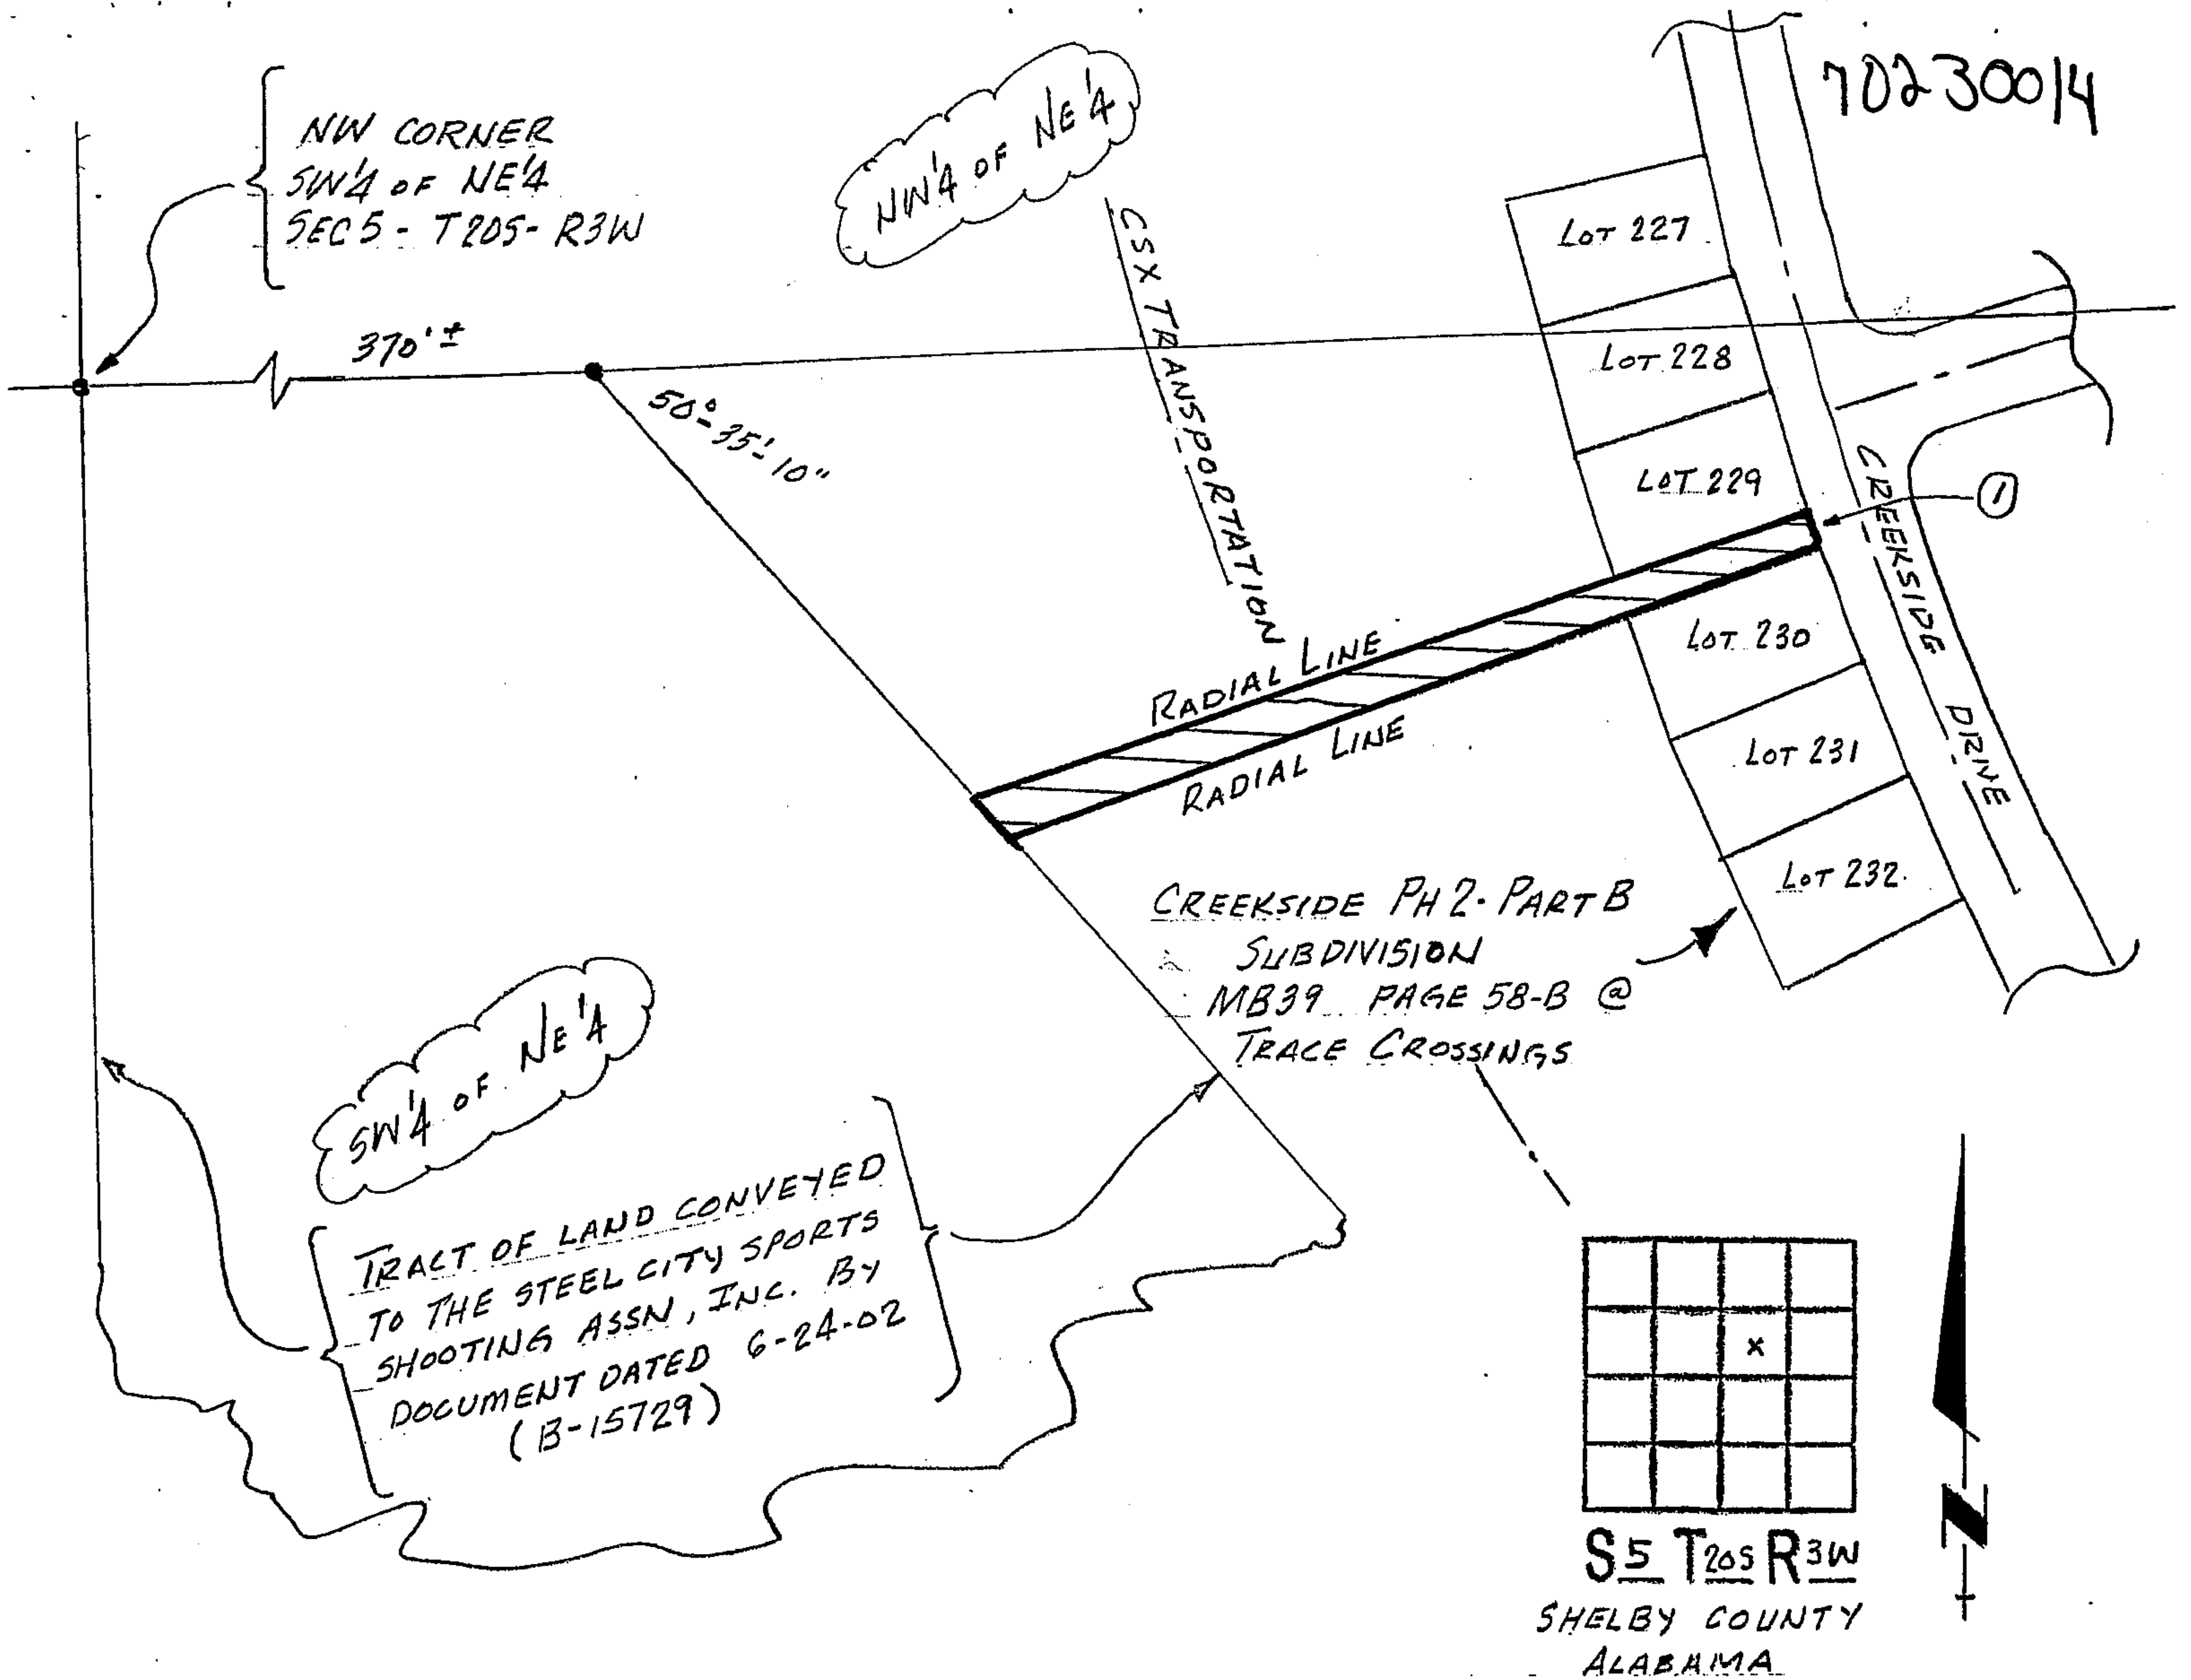 70230014
NW CORNER
SW¼ OF NE¼
SEC 5 - T20S - R3W
NW¼ OF NE¼
370'±
50°-35'-10"
CSX TRANSPORTATION
LOT 227
LOT 228
LOT 229
1
CREEKSIDE DRIVE
RADIAL LINE
RADIAL LINE
LOT 230
LOT 231
LOT 232
CREEKSIDE PH 2 - PART B
SUBDIVISION
MB39 PAGE 58-B @
TRACE CROSSINGS
SW¼ OF NE¼
TRACT OF LAND CONVEYED
TO THE STEEL CITY SPORTS
SHOOTING ASSN, INC. BY
DOCUMENT DATED 6-24-02
(B-15729)
X
N
S 5 T 20S R 3W
SHELBY COUNTY
ALABAMA